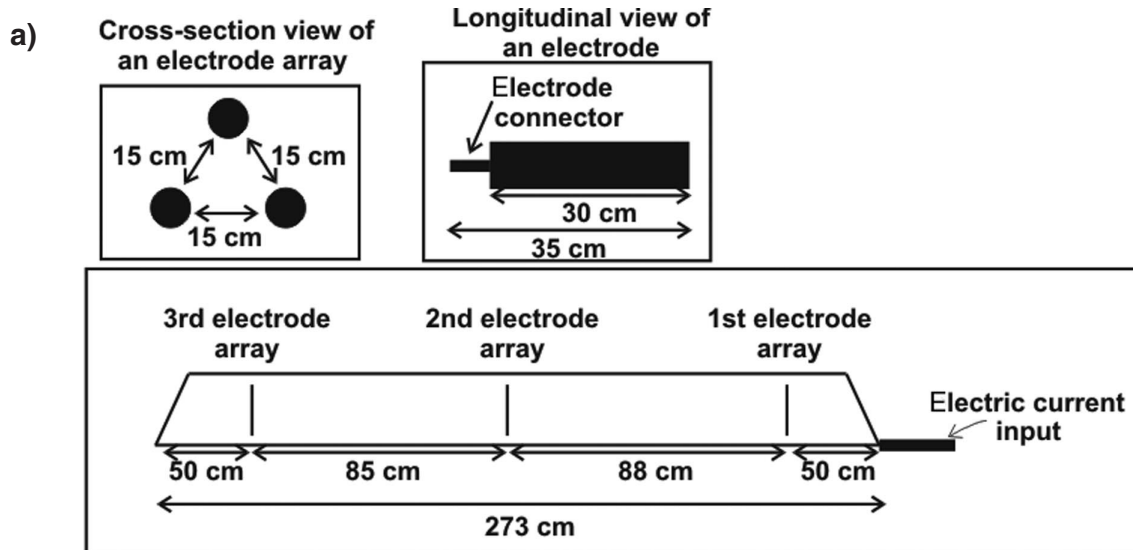 a)
Cross-section view of
an electrode array
15 cm
15 cm
15 cm
Longitudinal view of
an electrode
Electrode
connector
30 cm
35 cm
3rd electrode
array
2nd electrode
array
1st electrode
array
Electric current
input
50 cm
85 cm
88 cm
50 cm
273 cm